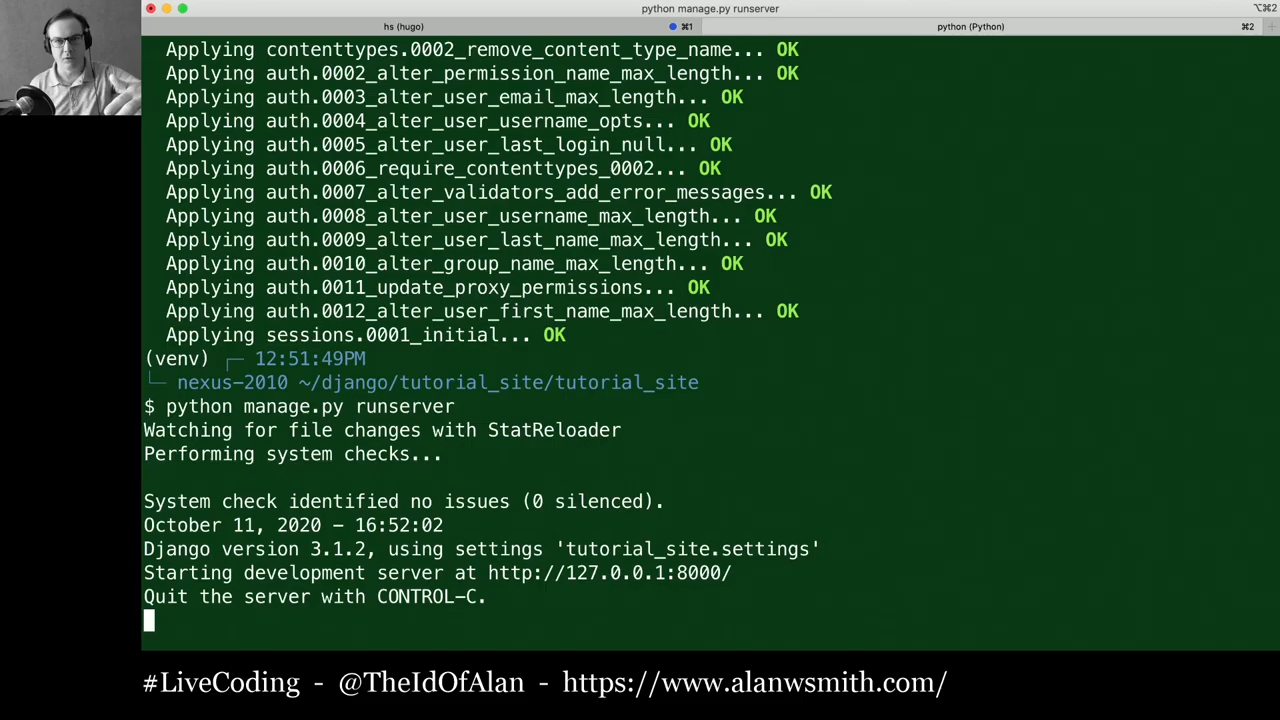 python manage.py runserver
⌥⌘2
hs (hugo)
⌘1
python (Python)
⌘2
+
Applying contenttypes.0002_remove_content_type_name... OK
Applying auth.0002_alter_permission_name_max_length... OK
Applying auth.0003_alter_user_email_max_length... OK
Applying auth.0004_alter_user_username_opts... OK
Applying auth.0005_alter_user_last_login_null... OK
Applying auth.0006_require_contenttypes_0002... OK
Applying auth.0007_alter_validators_add_error_messages... OK
Applying auth.0008_alter_user_username_max_length... OK
Applying auth.0009_alter_user_last_name_max_length... OK
Applying auth.0010_alter_group_name_max_length... OK
Applying auth.0011_update_proxy_permissions... OK
Applying auth.0012_alter_user_first_name_max_length... OK
Applying sessions.0001_initial... OK
(venv) ┌─ 12:51:49PM
└─ nexus-2010 ~/django/tutorial_site/tutorial_site
$ python manage.py runserver
Watching for file changes with StatReloader
Performing system checks...
System check identified no issues (0 silenced).
October 11, 2020 - 16:52:02
Django version 3.1.2, using settings 'tutorial_site.settings'
Starting development server at http://127.0.0.1:8000/
Quit the server with CONTROL-C.
#LiveCoding - @TheIdOfAlan - https://www.alanwsmith.com/